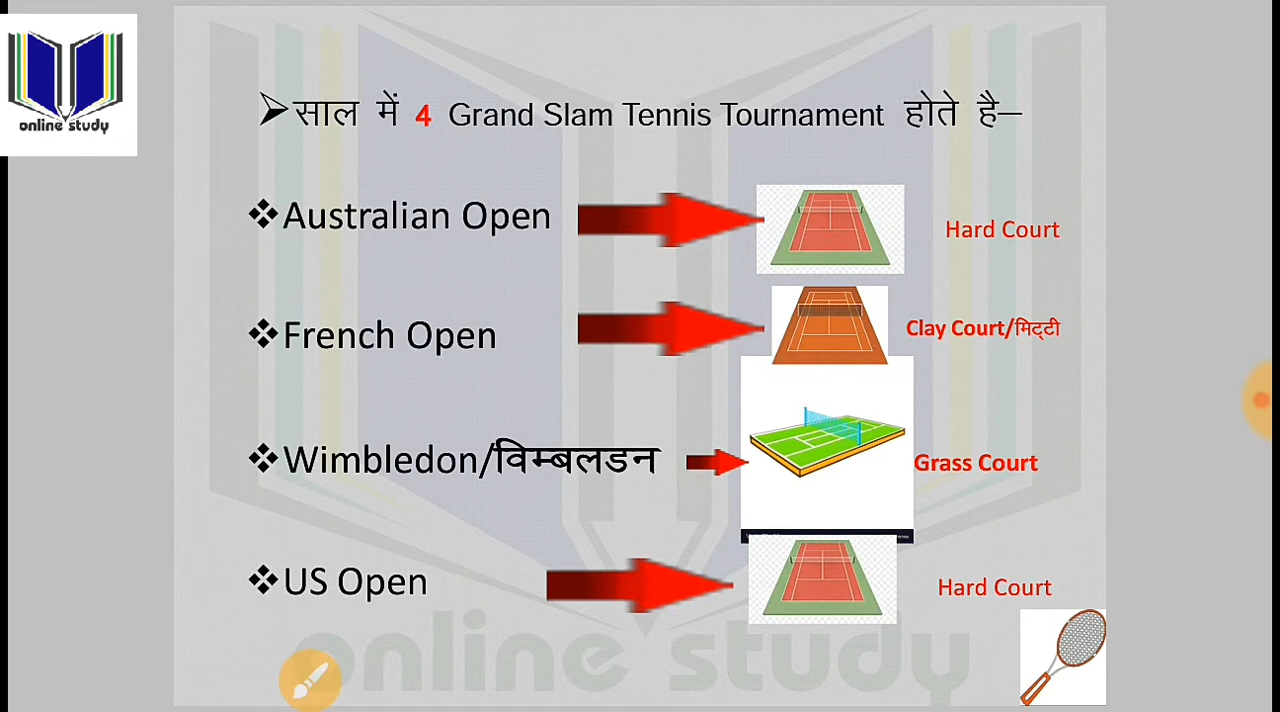 online study
➢साल में 4 Grand Slam Tennis Tournament होते है–
❖Australian Open
Hard Court
❖French Open
Clay Court/मिट्टी
❖Wimbledon/विम्बलडन
Grass Court
❖US Open
Hard Court
online study